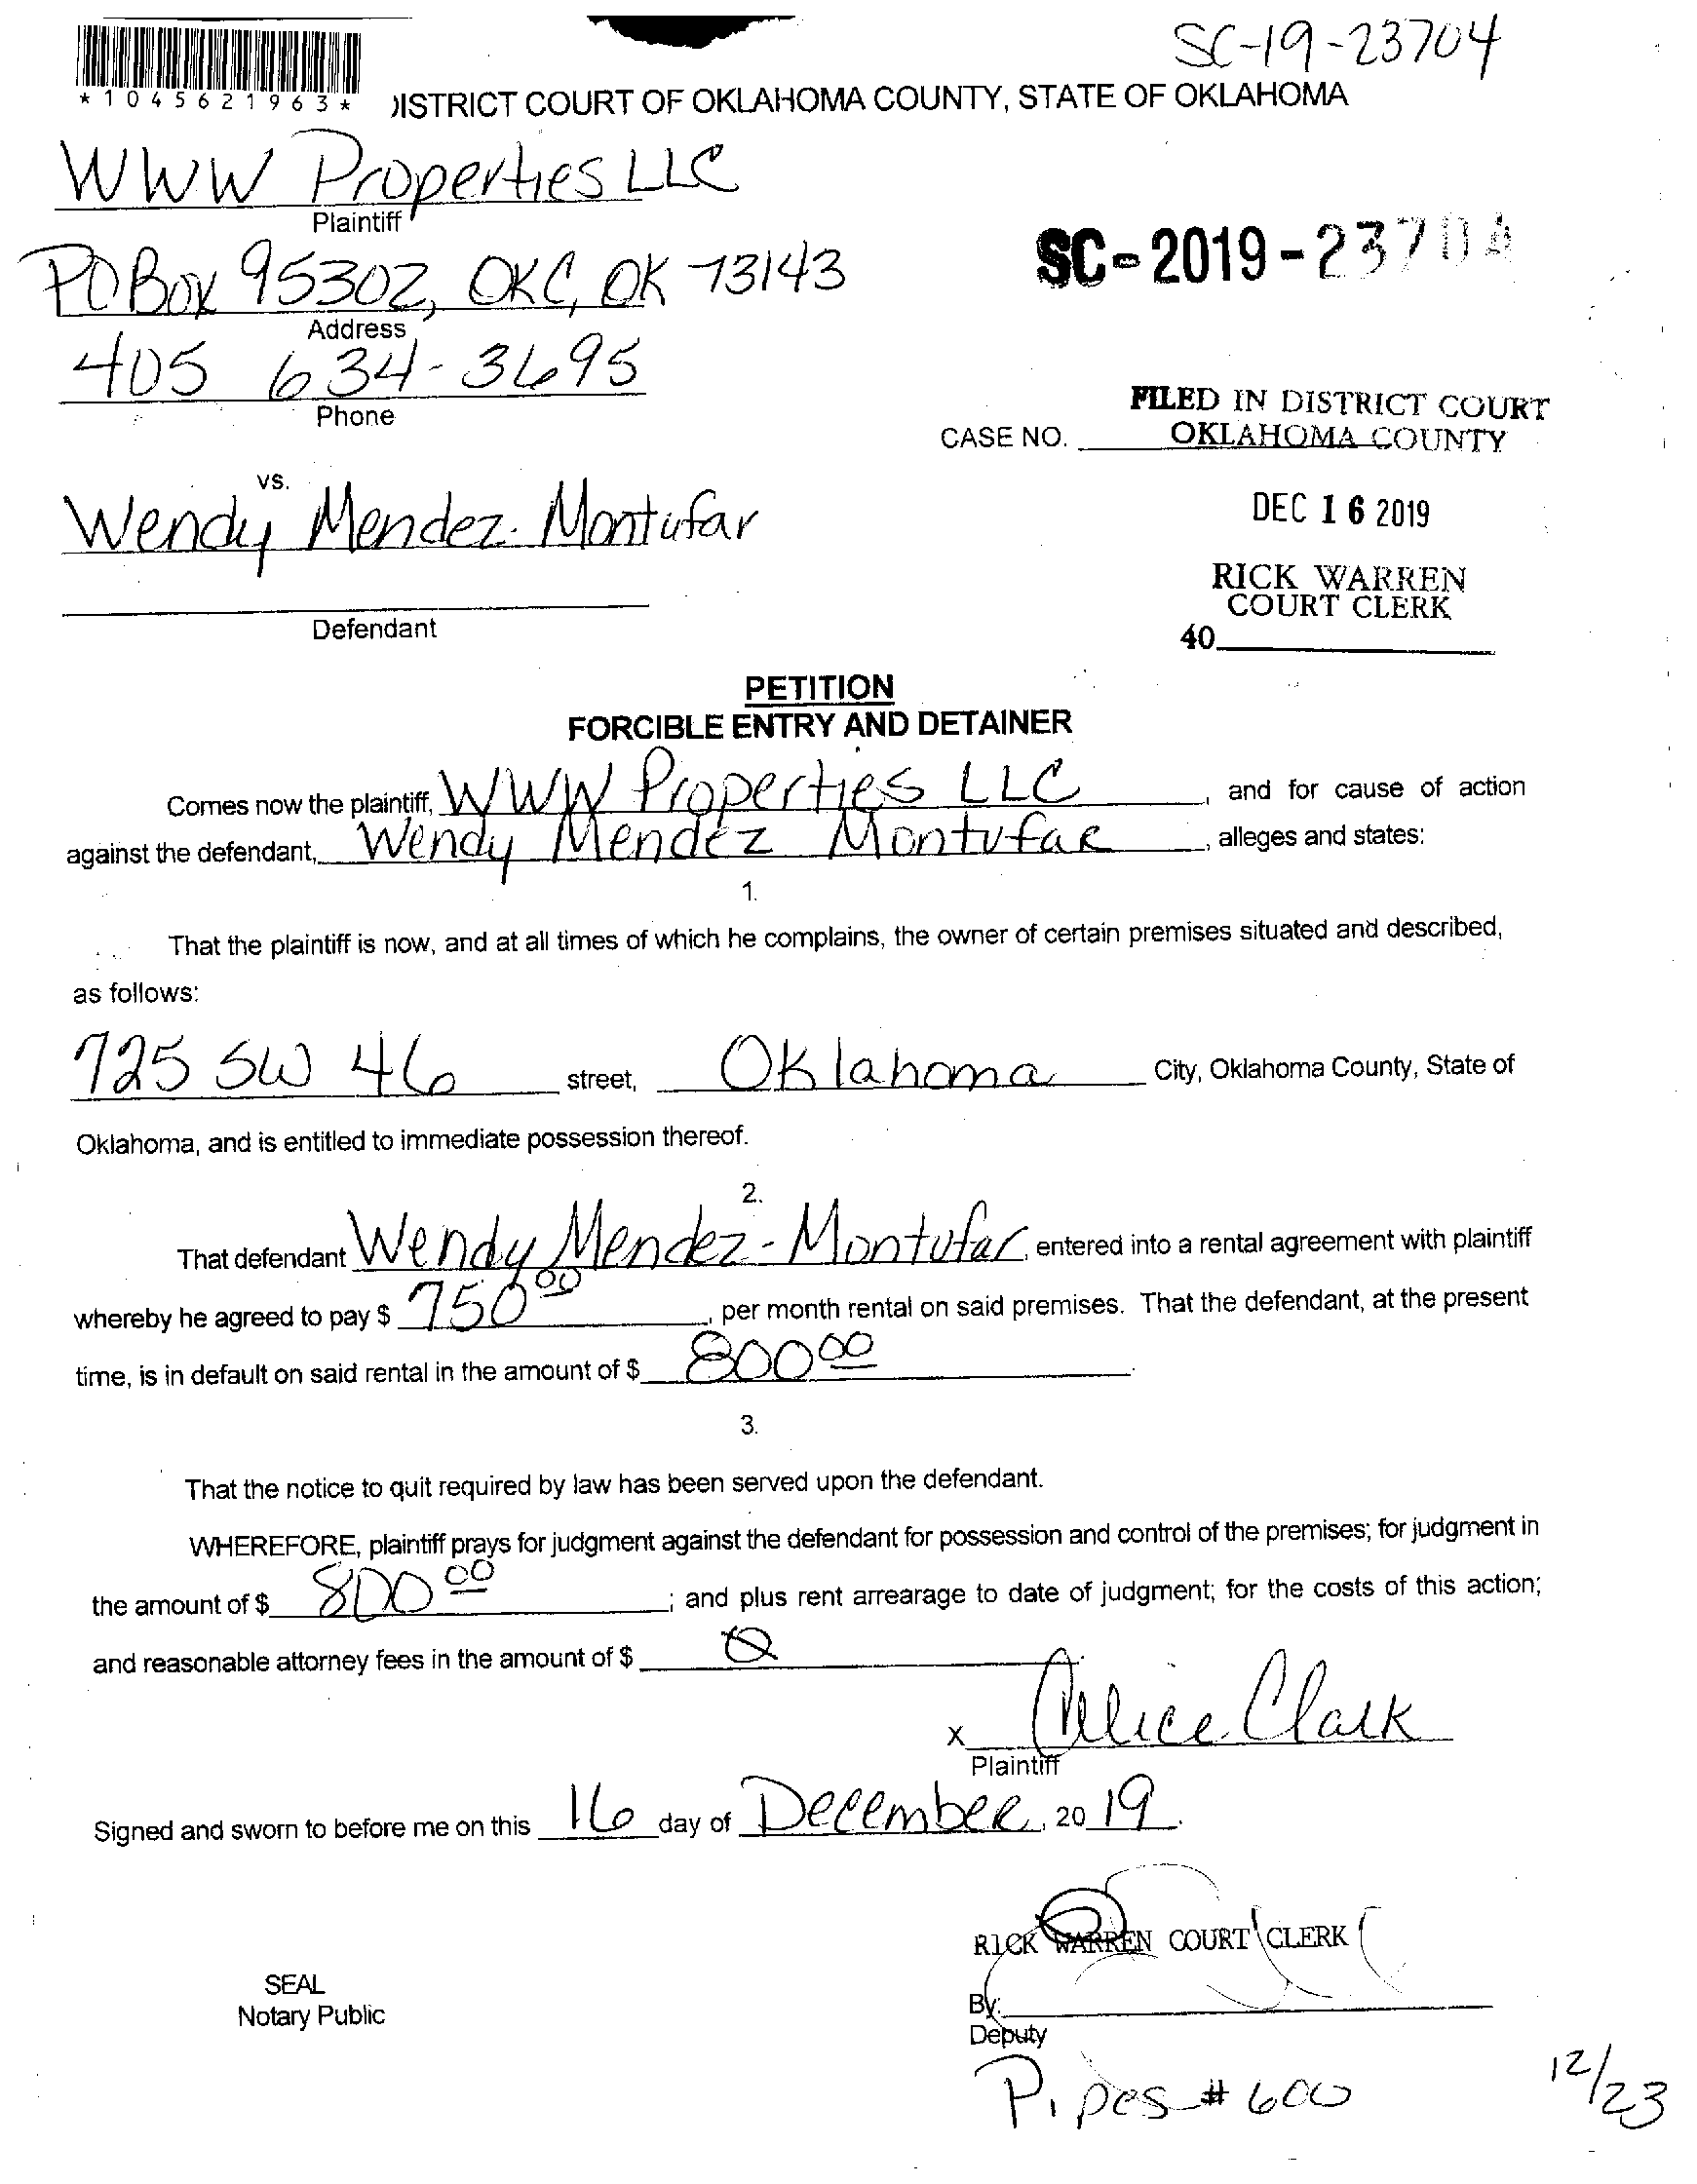 SC-19-23704
*1045621963*
DISTRICT COURT OF OKLAHOMA COUNTY, STATE OF OKLAHOMA
WWW Properties LLC
Plaintiff
PO Box 95302, OKC, OK 73143
Address
405 634-3695
Phone
SC-2019-23704
FILED IN DISTRICT COURT
CASE NO. OKLAHOMA COUNTY
DEC 16 2019
RICK WARREN
COURT CLERK
40
vs.
Wendy Mendez-Montufar
Defendant
PETITION
FORCIBLE ENTRY AND DETAINER
Comes now the plaintiff, WWW Properties LLC, and for cause of action
against the defendant, Wendy Mendez Montufar, alleges and states:
1.
That the plaintiff is now, and at all times of which he complains, the owner of certain premises situated and described,
as follows:
725 SW 46 street, Oklahoma City, Oklahoma County, State of
Oklahoma, and is entitled to immediate possession thereof.
2.
That defendant Wendy Mendez-Montufar, entered into a rental agreement with plaintiff
whereby he agreed to pay $ 750 00, per month rental on said premises. That the defendant, at the present
time, is in default on said rental in the amount of $ 800 00.
3.
That the notice to quit required by law has been served upon the defendant.
WHEREFORE, plaintiff prays for judgment against the defendant for possession and control of the premises; for judgment in
the amount of $ 800 00; and plus rent arrearage to date of judgment; for the costs of this action;
and reasonable attorney fees in the amount of $ 0
x Alice Clark
Plaintiff
Signed and sworn to before me on this 16 day of December, 2019.
RICK WARREN COURT CLERK
SEAL
Notary Public
By:
Deputy
Pipes # 600
12/23